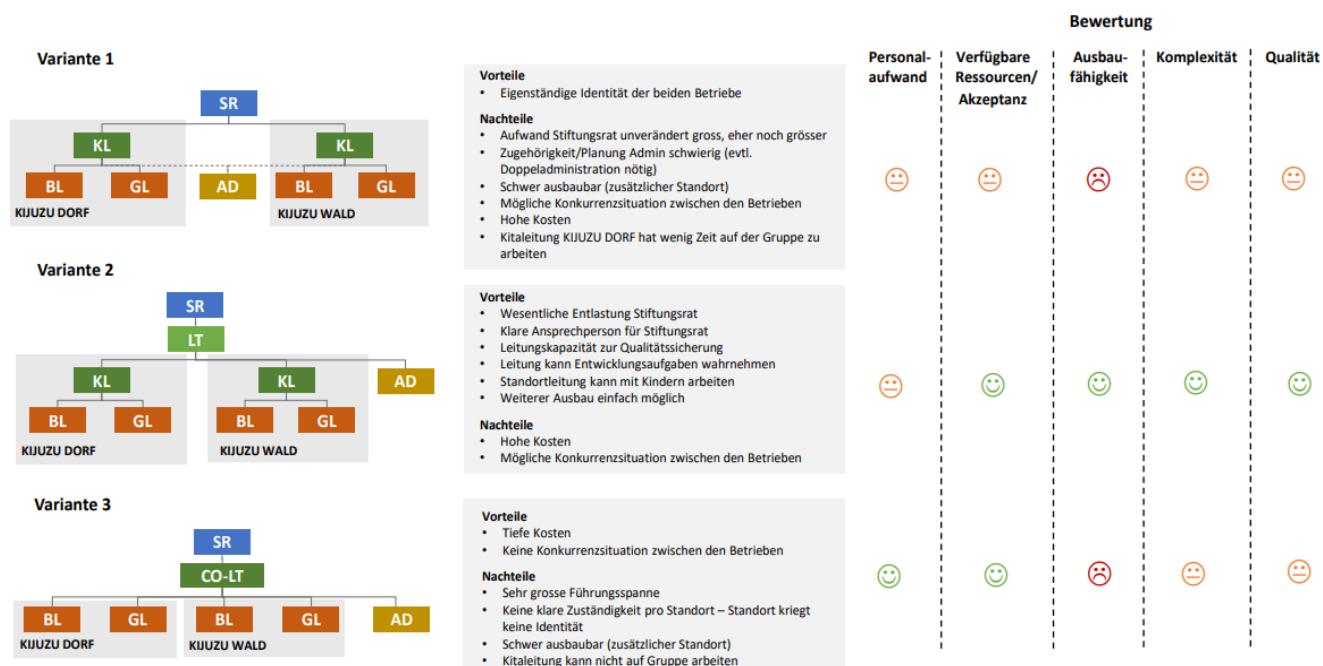 Bewertung
Personal-
aufwand
Verfügbare
Ressourcen/
Akzeptanz
Ausbau-
fähigkeit
Komplexität
Qualität
Variante 1
SR
KL
KL
BL
GL
AD
BL
GL
KIJUZU DORF
KIJUZU WALD
Vorteile
• Eigenständige Identität der beiden Betriebe
Nachteile
• Aufwand Stiftungsrat unverändert gross, eher noch grösser
• Zugehörigkeit/Planung Admin schwierig (evtl.
Doppeladministration nötig)
• Schwer ausbaubar (zusätzlicher Standort)
• Mögliche Konkurrenzsituation zwischen den Betrieben
• Hohe Kosten
• Kitaleitung KIJUZU DORF hat wenig Zeit auf der Gruppe zu
arbeiten
Variante 2
SR
LT
KL
KL
AD
BL
GL
BL
GL
KIJUZU DORF
KIJUZU WALD
Vorteile
• Wesentliche Entlastung Stiftungsrat
• Klare Ansprechperson für Stiftungsrat
• Leitungskapazität zur Qualitätssicherung
• Leitung kann Entwicklungsaufgaben wahrnehmen
• Standortleitung kann mit Kindern arbeiten
• Weiterer Ausbau einfach möglich
Nachteile
• Hohe Kosten
• Mögliche Konkurrenzsituation zwischen den Betrieben
Variante 3
SR
CO-LT
BL
GL
BL
GL
AD
KIJUZU DORF
KIJUZU WALD
Vorteile
• Tiefe Kosten
• Keine Konkurrenzsituation zwischen den Betrieben
Nachteile
• Sehr grosse Führungsspanne
• Keine klare Zuständigkeit pro Standort – Standort kriegt
keine Identität
• Schwer ausbaubar (zusätzlicher Standort)
• Kitaleitung kann nicht auf Gruppe arbeiten